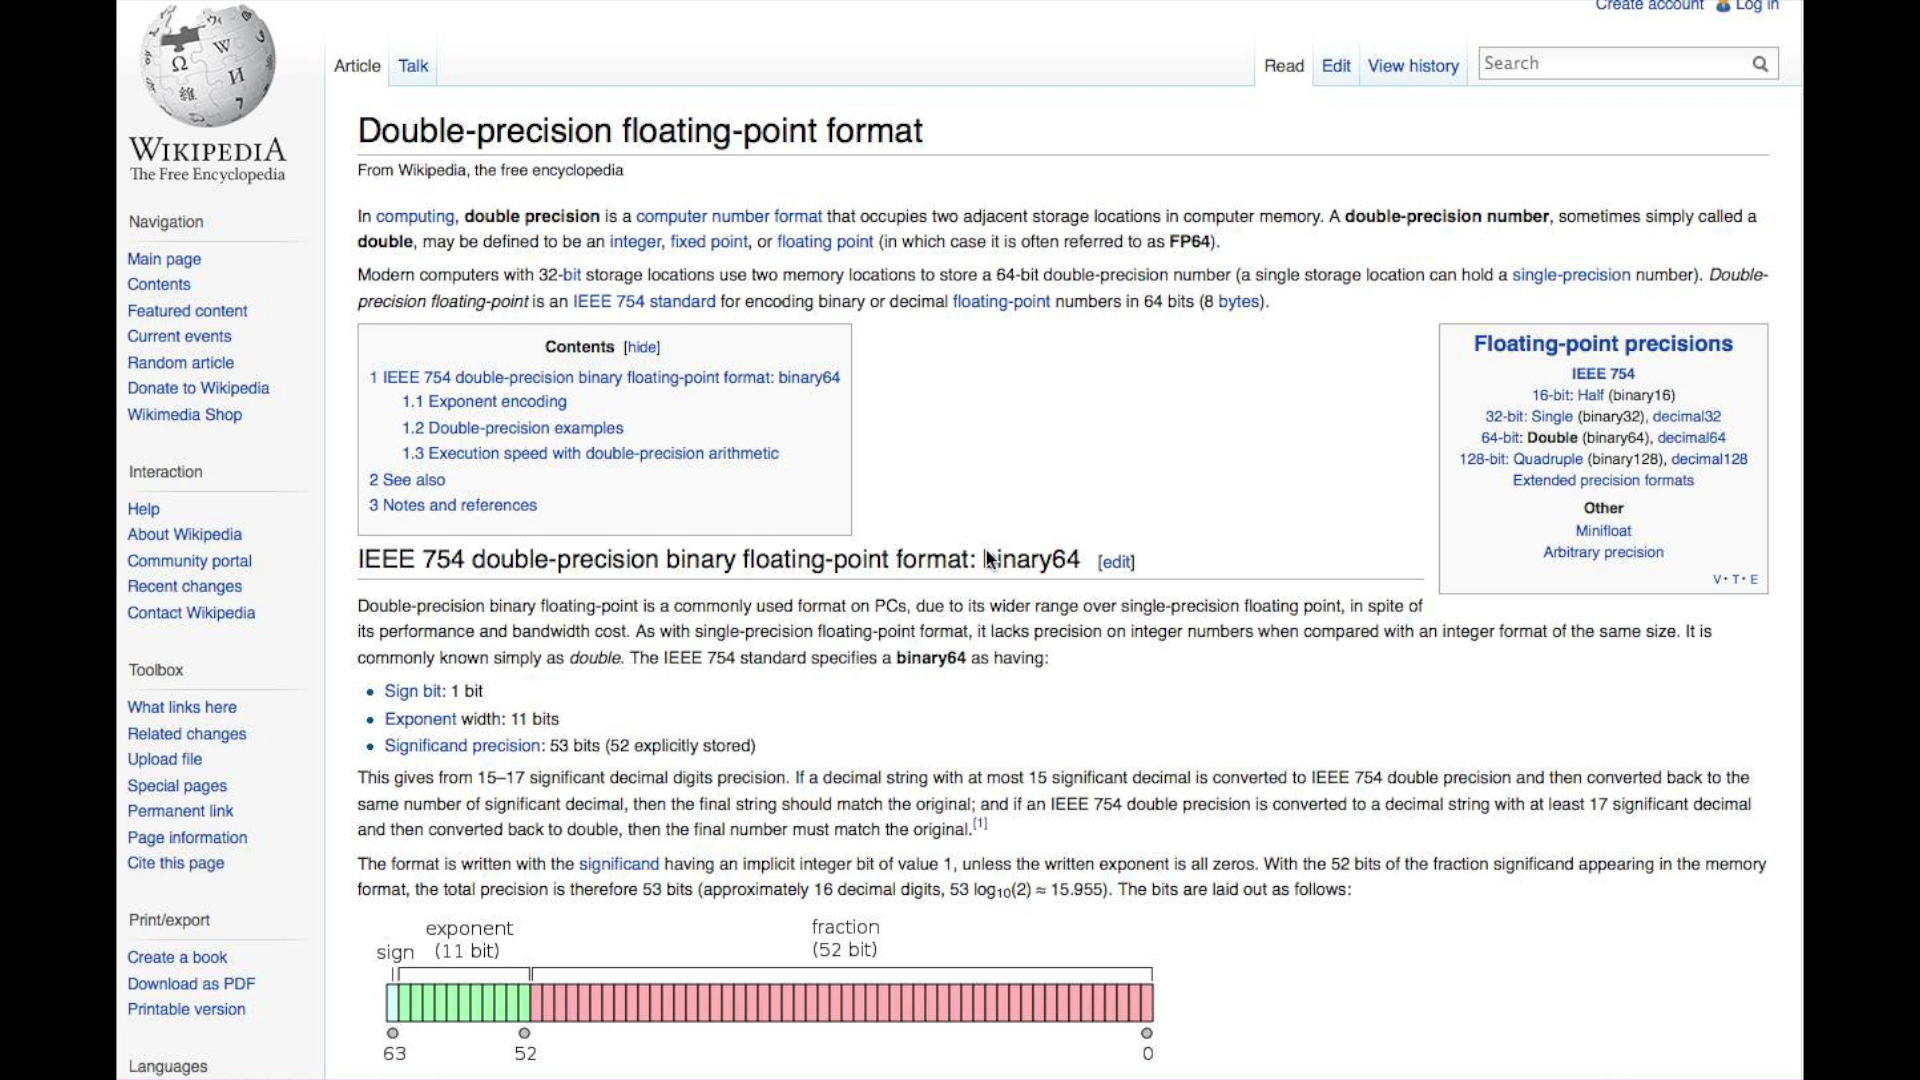 Create account Log in
Article Talk Read Edit View history Search
WIKIPEDIA
The Free Encyclopedia
Navigation
Main page
Contents
Featured content
Current events
Random article
Donate to Wikipedia
Wikimedia Shop
Interaction
Help
About Wikipedia
Community portal
Recent changes
Contact Wikipedia
Toolbox
What links here
Related changes
Upload file
Special pages
Permanent link
Page information
Cite this page
Print/export
Create a book
Download as PDF
Printable version
Languages
Double-precision floating-point format
From Wikipedia, the free encyclopedia
In computing, double precision is a computer number format that occupies two adjacent storage locations in computer memory. A double-precision number, sometimes simply called a
double, may be defined to be an integer, fixed point, or floating point (in which case it is often referred to as FP64).
Modern computers with 32-bit storage locations use two memory locations to store a 64-bit double-precision number (a single storage location can hold a single-precision number). Double-
precision floating-point is an IEEE 754 standard for encoding binary or decimal floating-point numbers in 64 bits (8 bytes).
Contents [hide]
1 IEEE 754 double-precision binary floating-point format: binary64
1.1 Exponent encoding
1.2 Double-precision examples
1.3 Execution speed with double-precision arithmetic
2 See also
3 Notes and references
Floating-point precisions
IEEE 754
16-bit: Half (binary16)
32-bit: Single (binary32), decimal32
64-bit: Double (binary64), decimal64
128-bit: Quadruple (binary128), decimal128
Extended precision formats
Other
Minifloat
Arbitrary precision
V · T · E
IEEE 754 double-precision binary floating-point format: binary64 [edit]
Double-precision binary floating-point is a commonly used format on PCs, due to its wider range over single-precision floating point, in spite of
its performance and bandwidth cost. As with single-precision floating-point format, it lacks precision on integer numbers when compared with an integer format of the same size. It is
commonly known simply as double. The IEEE 754 standard specifies a binary64 as having:
• Sign bit: 1 bit
• Exponent width: 11 bits
• Significand precision: 53 bits (52 explicitly stored)
This gives from 15–17 significant decimal digits precision. If a decimal string with at most 15 significant decimal is converted to IEEE 754 double precision and then converted back to the
same number of significant decimal, then the final string should match the original; and if an IEEE 754 double precision is converted to a decimal string with at least 17 significant decimal
and then converted back to double, then the final number must match the original.[1]
The format is written with the significand having an implicit integer bit of value 1, unless the written exponent is all zeros. With the 52 bits of the fraction significand appearing in the memory
format, the total precision is therefore 53 bits (approximately 16 decimal digits, 53 log10(2) ≈ 15.955). The bits are laid out as follows:
sign
exponent
(11 bit)
fraction
(52 bit)
63 52 0